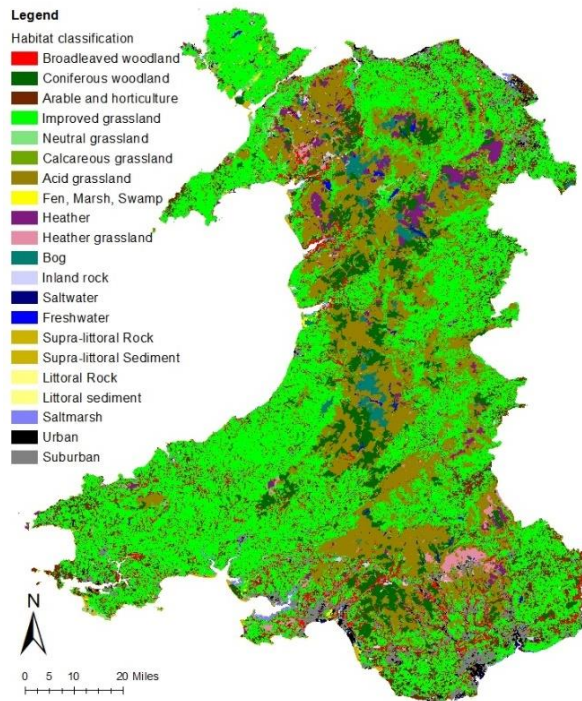 Legend
Habitat classification
Broadleaved woodland
Coniferous woodland
Arable and horticulture
Improved grassland
Neutral grassland
Calcareous grassland
Acid grassland
Fen, Marsh, Swamp
Heather
Heather grassland
Bog
Inland rock
Saltwater
Freshwater
Supra-littoral Rock
Supra-littoral Sediment
Littoral Rock
Littoral sediment
Saltmarsh
Urban
Suburban
N
0 5 10 20 Miles